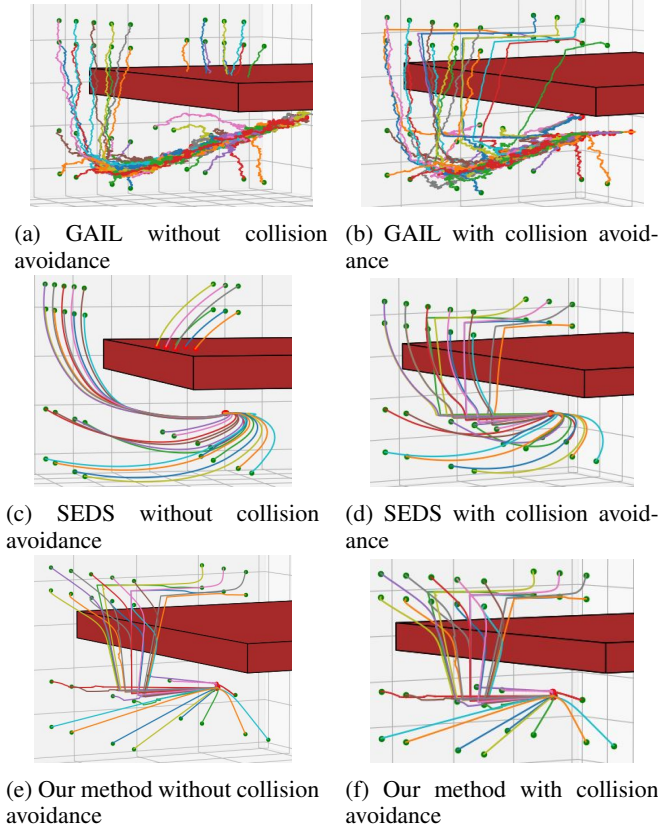 (a) GAIL without collision
avoidance
(b) GAIL with collision avoid-
ance
(c) SEDS without collision
avoidance
(d) SEDS with collision avoid-
ance
(e) Our method without collision
avoidance
(f) Our method with collision
avoidance